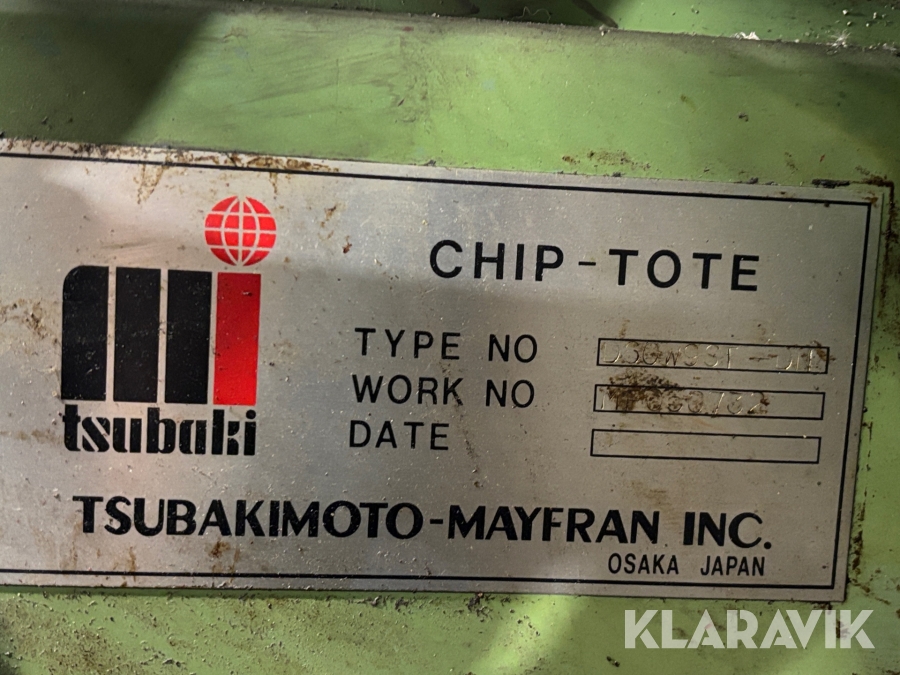 CHIP-TOTE
TYPE NO
WORK NO
DATE
tsubaki
TSUBAKIMOTO-MAYFRAN INC.
OSAKA JAPAN
KLARAVIK